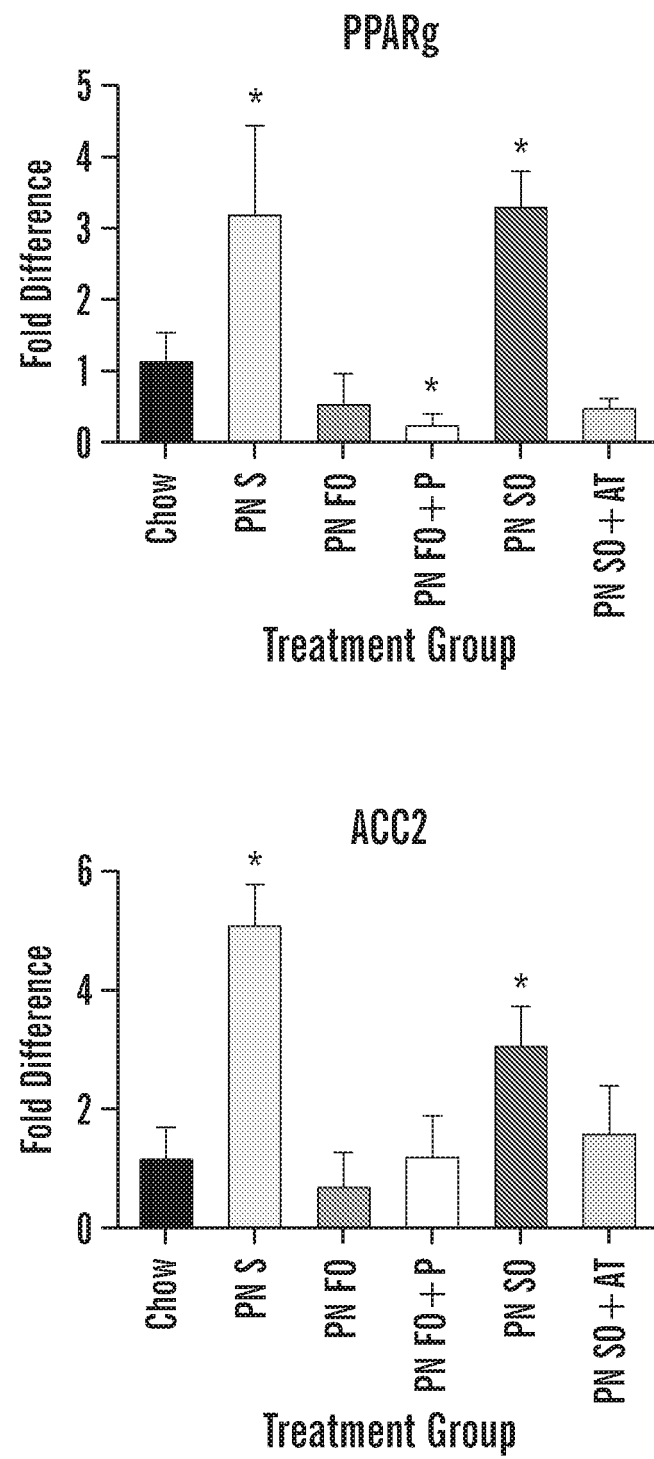 PPARg
Fold Difference
5
4
3
2
1
0
*
*
*
Chow
PN S
PN FO
PN FO+P
PN SO
PN SO+AT
Treatment Group
ACC2
Fold Difference
6
4
2
0
*
*
Chow
PN S
PN FO
PN FO+P
PN SO
PN SO+AT
Treatment Group